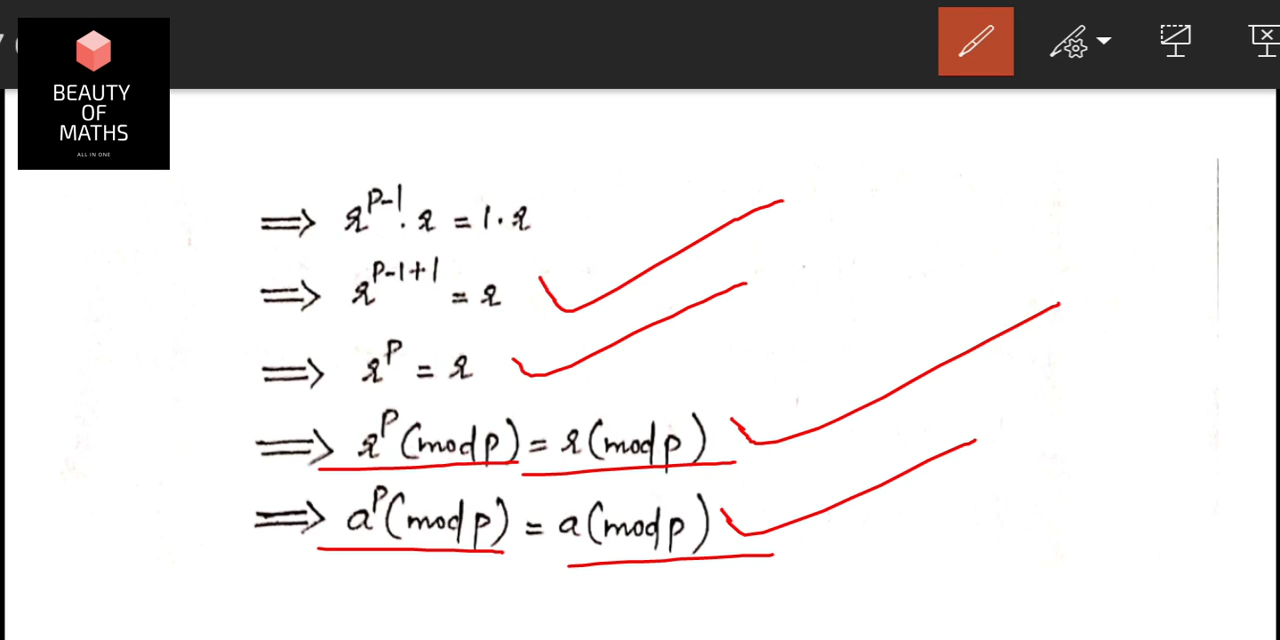 BEAUTY
OF
MATHS
ALL IN ONE
⟹ r^{p-1} · r = 1 · r
⟹ r^{p-1+1} = r
⟹ r^p = r
⟹ r^p (mod p) = r (mod p)
⟹ a^p (mod p) = a (mod p)